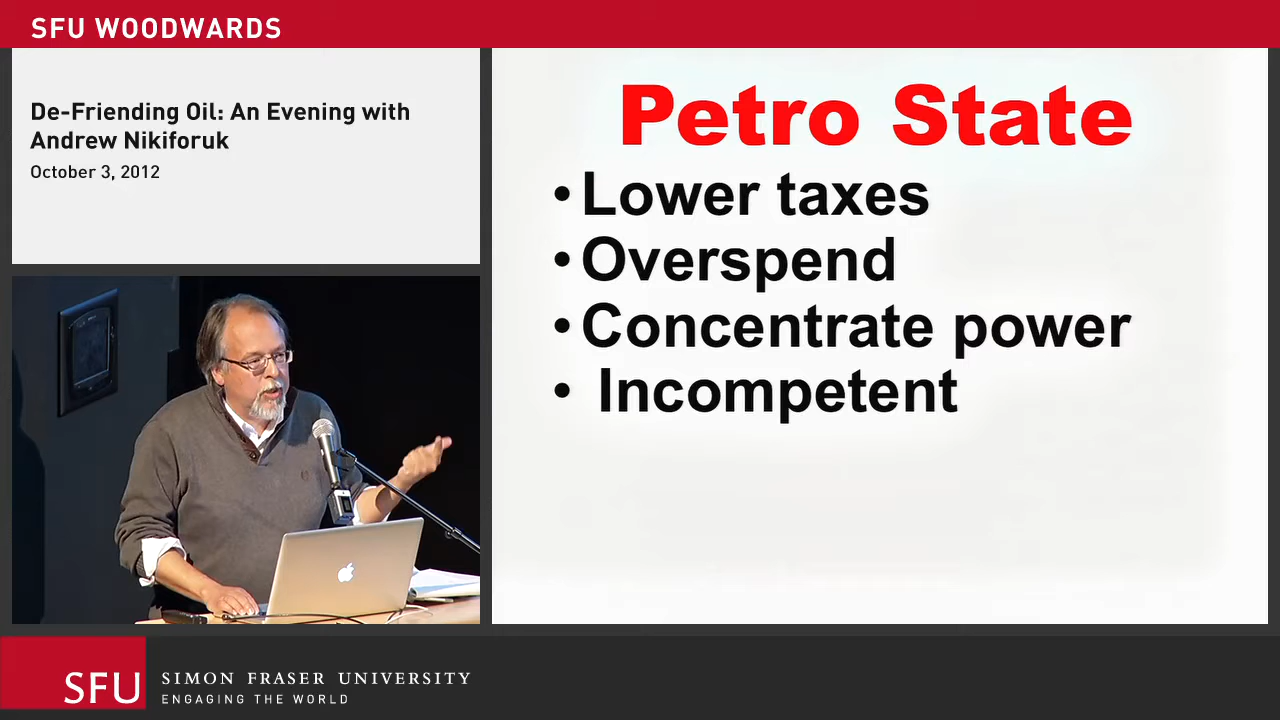 SFU WOODWARDS
De-Friending Oil: An Evening with
Andrew Nikiforuk
October 3, 2012
Petro State
• Lower taxes
• Overspend
• Concentrate power
• Incompetent
SFU SIMON FRASER UNIVERSITY
ENGAGING THE WORLD